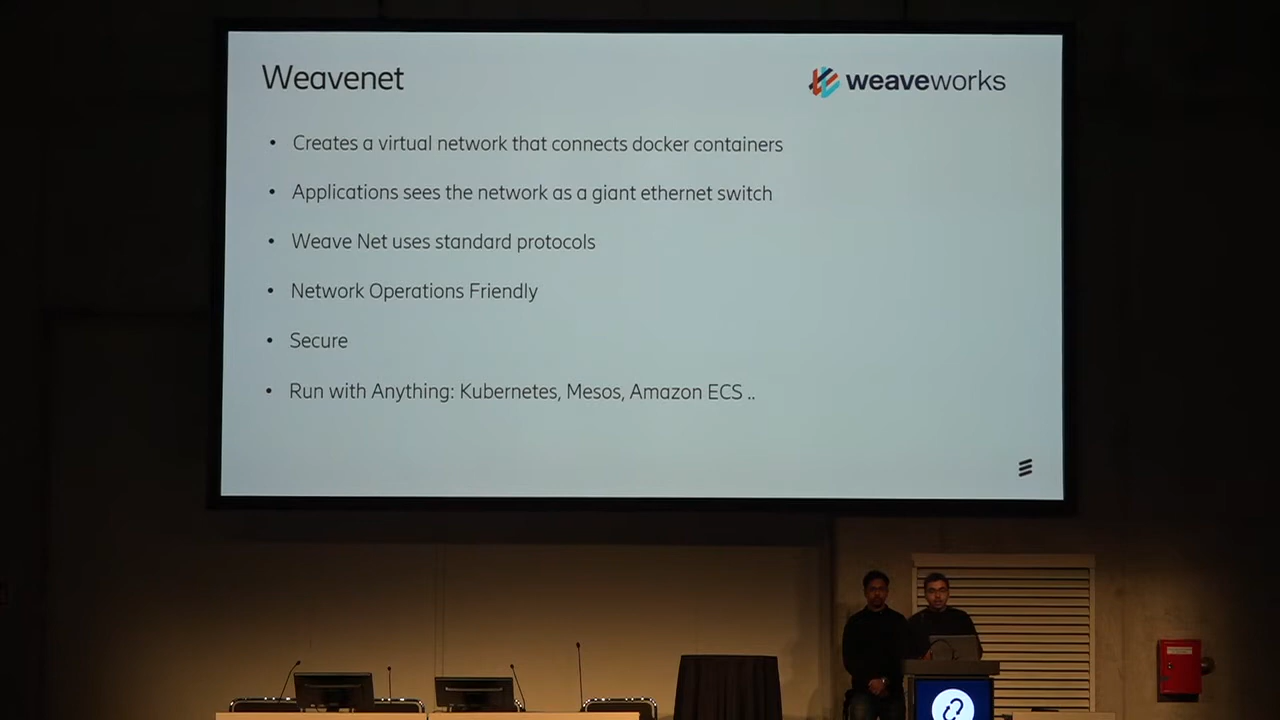 Weavenet
weaveworks
• Creates a virtual network that connects docker containers
• Applications sees the network as a giant ethernet switch
• Weave Net uses standard protocols
• Network Operations Friendly
• Secure
• Run with Anything: Kubernetes, Mesos, Amazon ECS ..